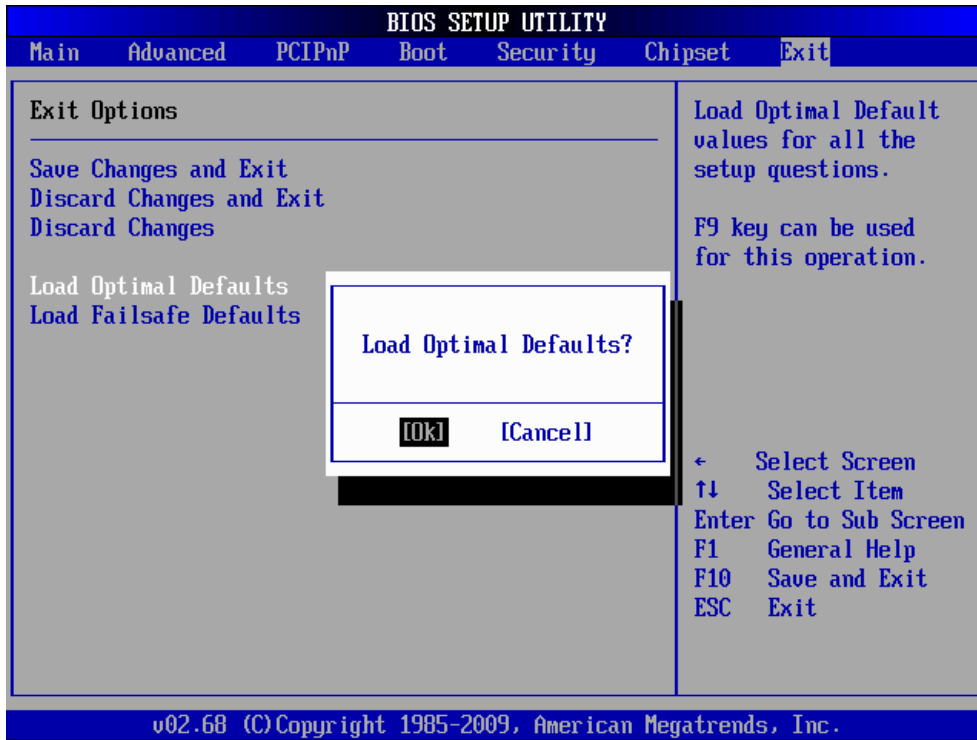 BIOS SETUP UTILITY
Main Advanced PCIPnP Boot Security Chipset Exit
Exit Options
Save Changes and Exit
Discard Changes and Exit
Discard Changes
Load Optimal Defaults
Load Failsafe Defaults
Load Optimal Defaults?
[Ok] [Cancel]
Load Optimal Default
values for all the
setup questions.
F9 key can be used
for this operation.
← Select Screen
↑↓ Select Item
Enter Go to Sub Screen
F1 General Help
F10 Save and Exit
ESC Exit
v02.68 (C)Copyright 1985-2009, American Megatrends, Inc.